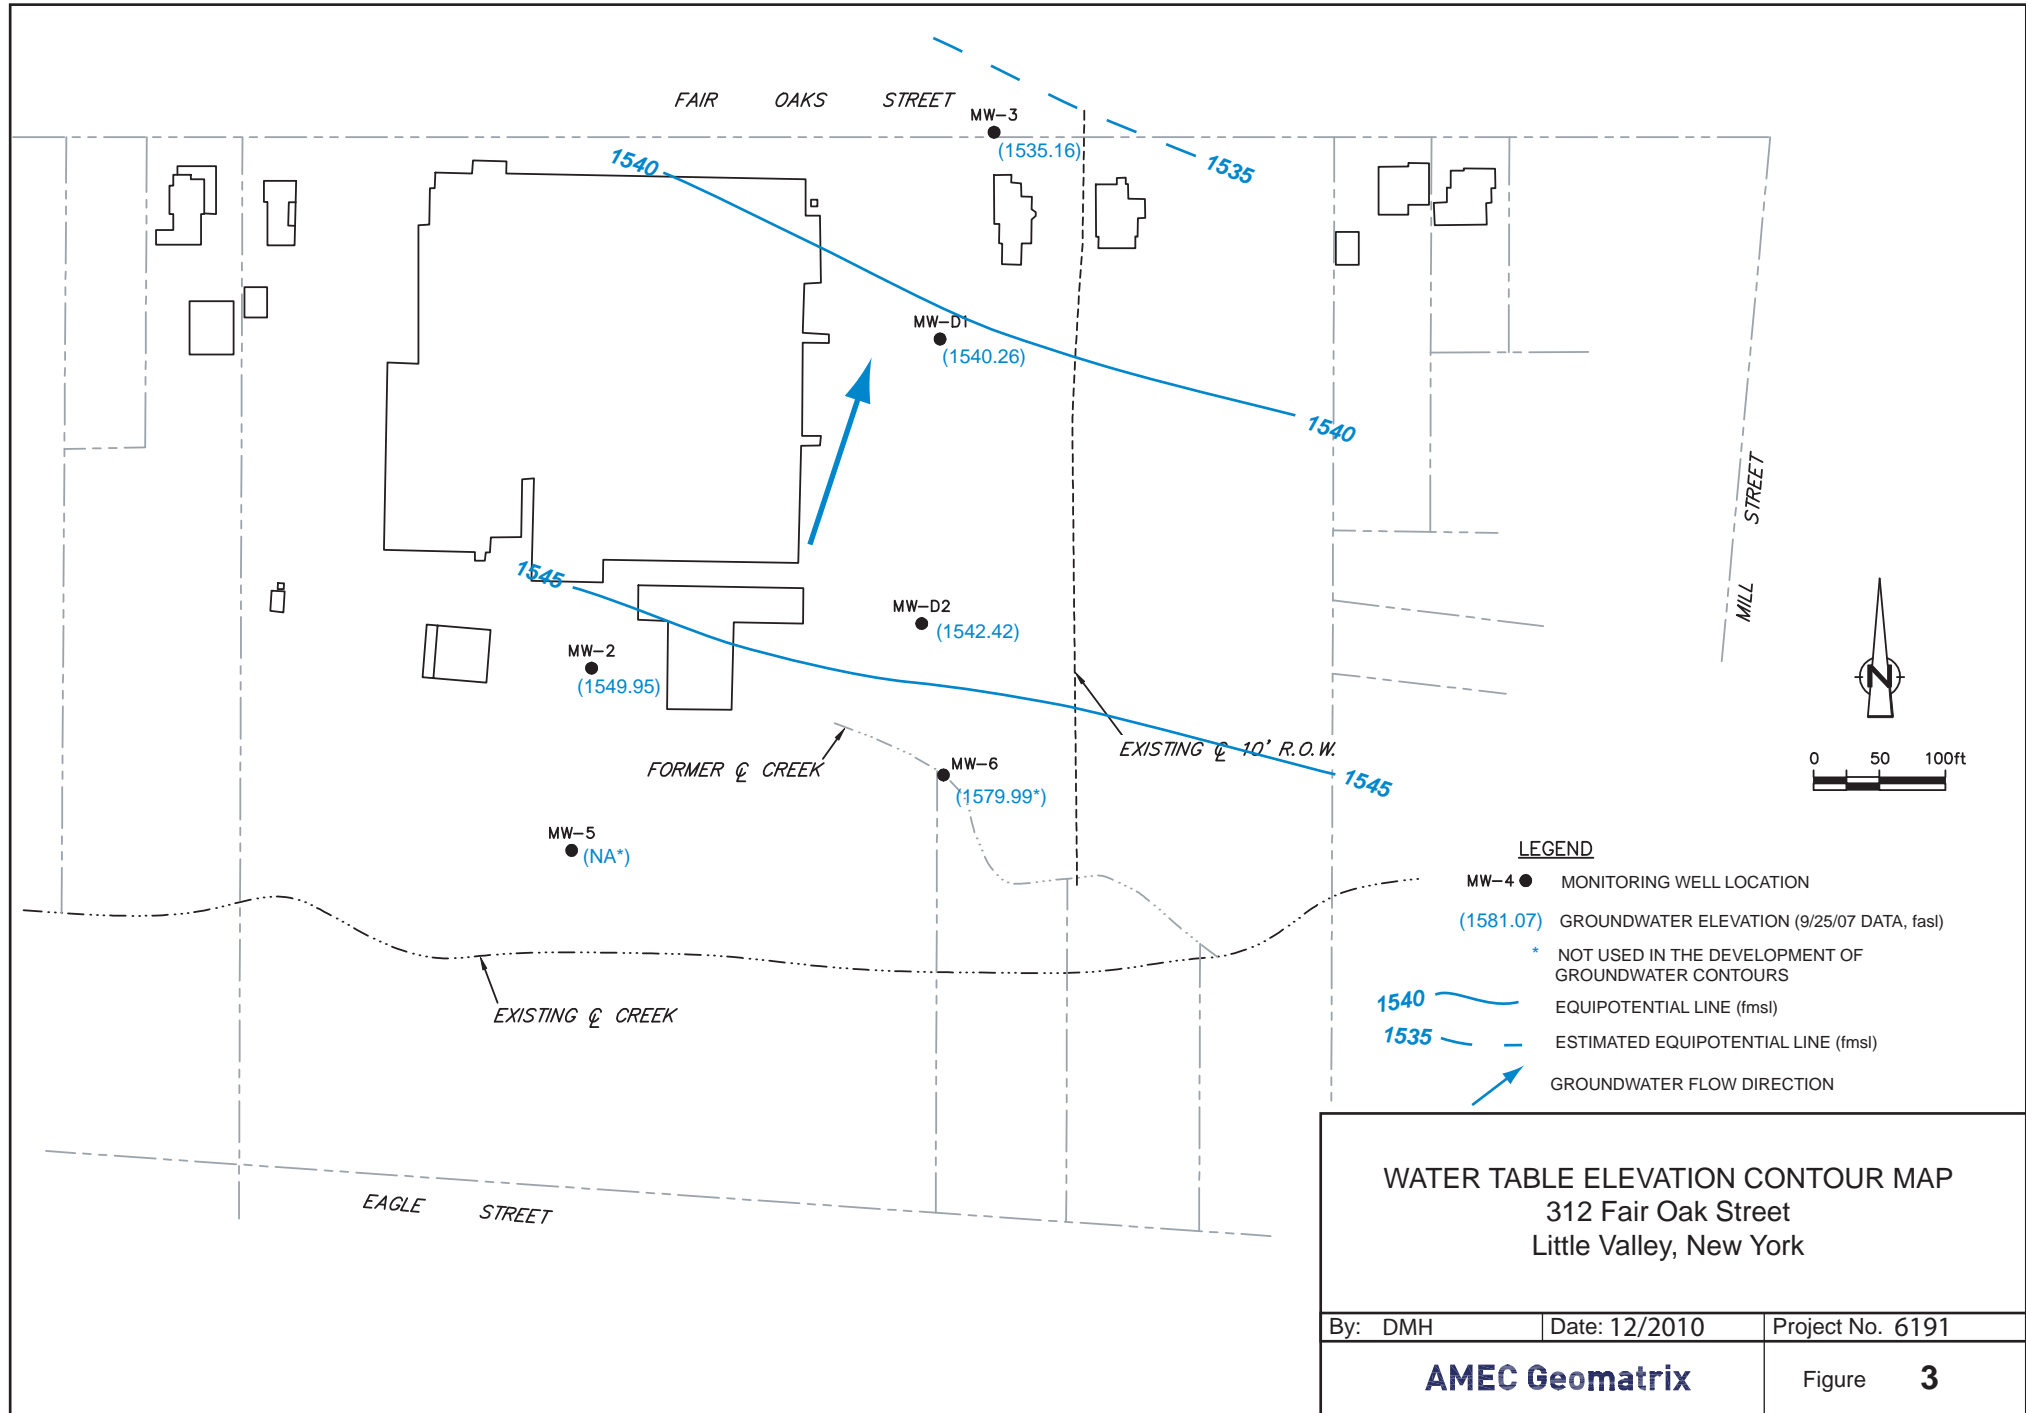 FAIR OAKS STREET
MW-3
(1535.16)
1540
1535
MW-D1
(1540.26)
1540
MILL STREET
1545
MW-D2
(1542.42)
MW-2
(1549.95)
N
EXISTING ℄ 10' R.O.W.
FORMER ℄ CREEK
MW-6
(1579.99*)
1545
0 50 100ft
MW-5
(NA*)
EXISTING ℄ CREEK
EAGLE STREET
LEGEND
MW-4 MONITORING WELL LOCATION
(1581.07) GROUNDWATER ELEVATION (9/25/07 DATA, fasl)
* NOT USED IN THE DEVELOPMENT OF
GROUNDWATER CONTOURS
1540 EQUIPOTENTIAL LINE (fmsl)
1535 ESTIMATED EQUIPOTENTIAL LINE (fmsl)
GROUNDWATER FLOW DIRECTION
WATER TABLE ELEVATION CONTOUR MAP
312 Fair Oak Street
Little Valley, New York
By: DMH Date: 12/2010 Project No. 6191
AMEC Geomatrix Figure 3